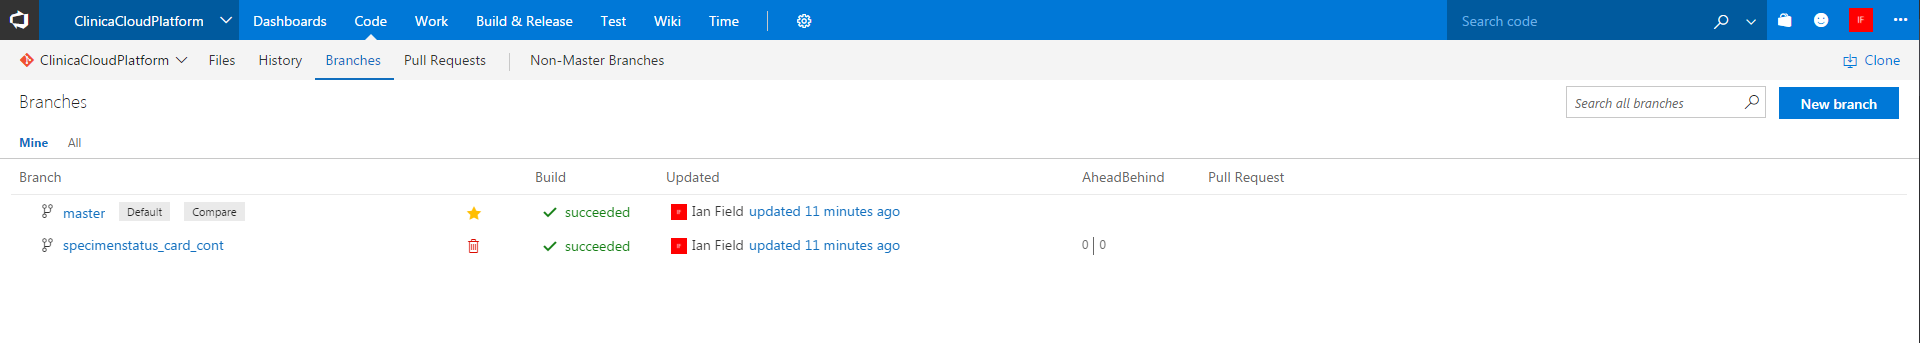 ClinicaCloudPlatform Dashboards Code Work Build & Release Test Wiki Time Search code IF
ClinicaCloudPlatform Files History Branches Pull Requests Non-Master Branches Clone
Branches Search all branches New branch
Mine All
Branch Build Updated AheadBehind Pull Request
master Default Compare succeeded IF Ian Field updated 11 minutes ago
specimenstatus_card_cont succeeded IF Ian Field updated 11 minutes ago 0 | 0